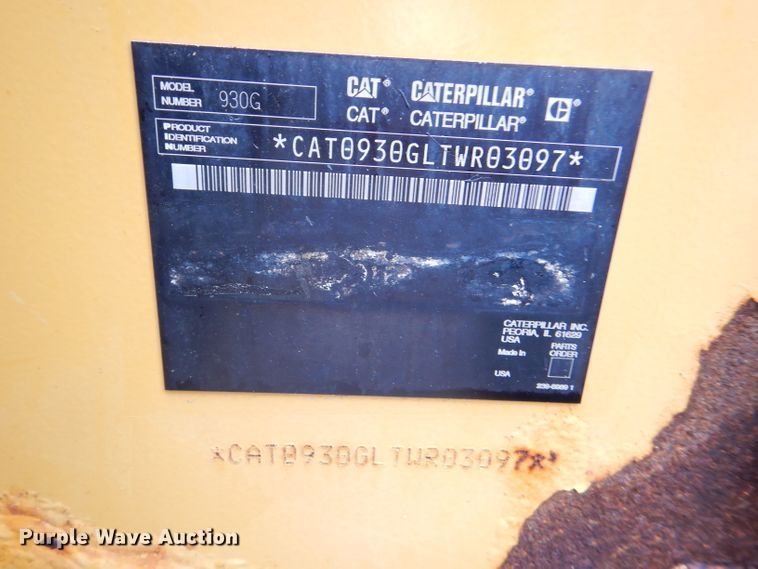 MODEL NUMBER 930G
CAT® CATERPILLAR® C®
CAT® CATERPILLAR®
PRODUCT IDENTIFICATION NUMBER *CAT0930GLTWR03097*
CATERPILLAR INC.
PEORIA, IL 61629
USA
Made In
PARTS ORDER
USA
*CAT0930GLTWR03097*
Purple Wave Auction